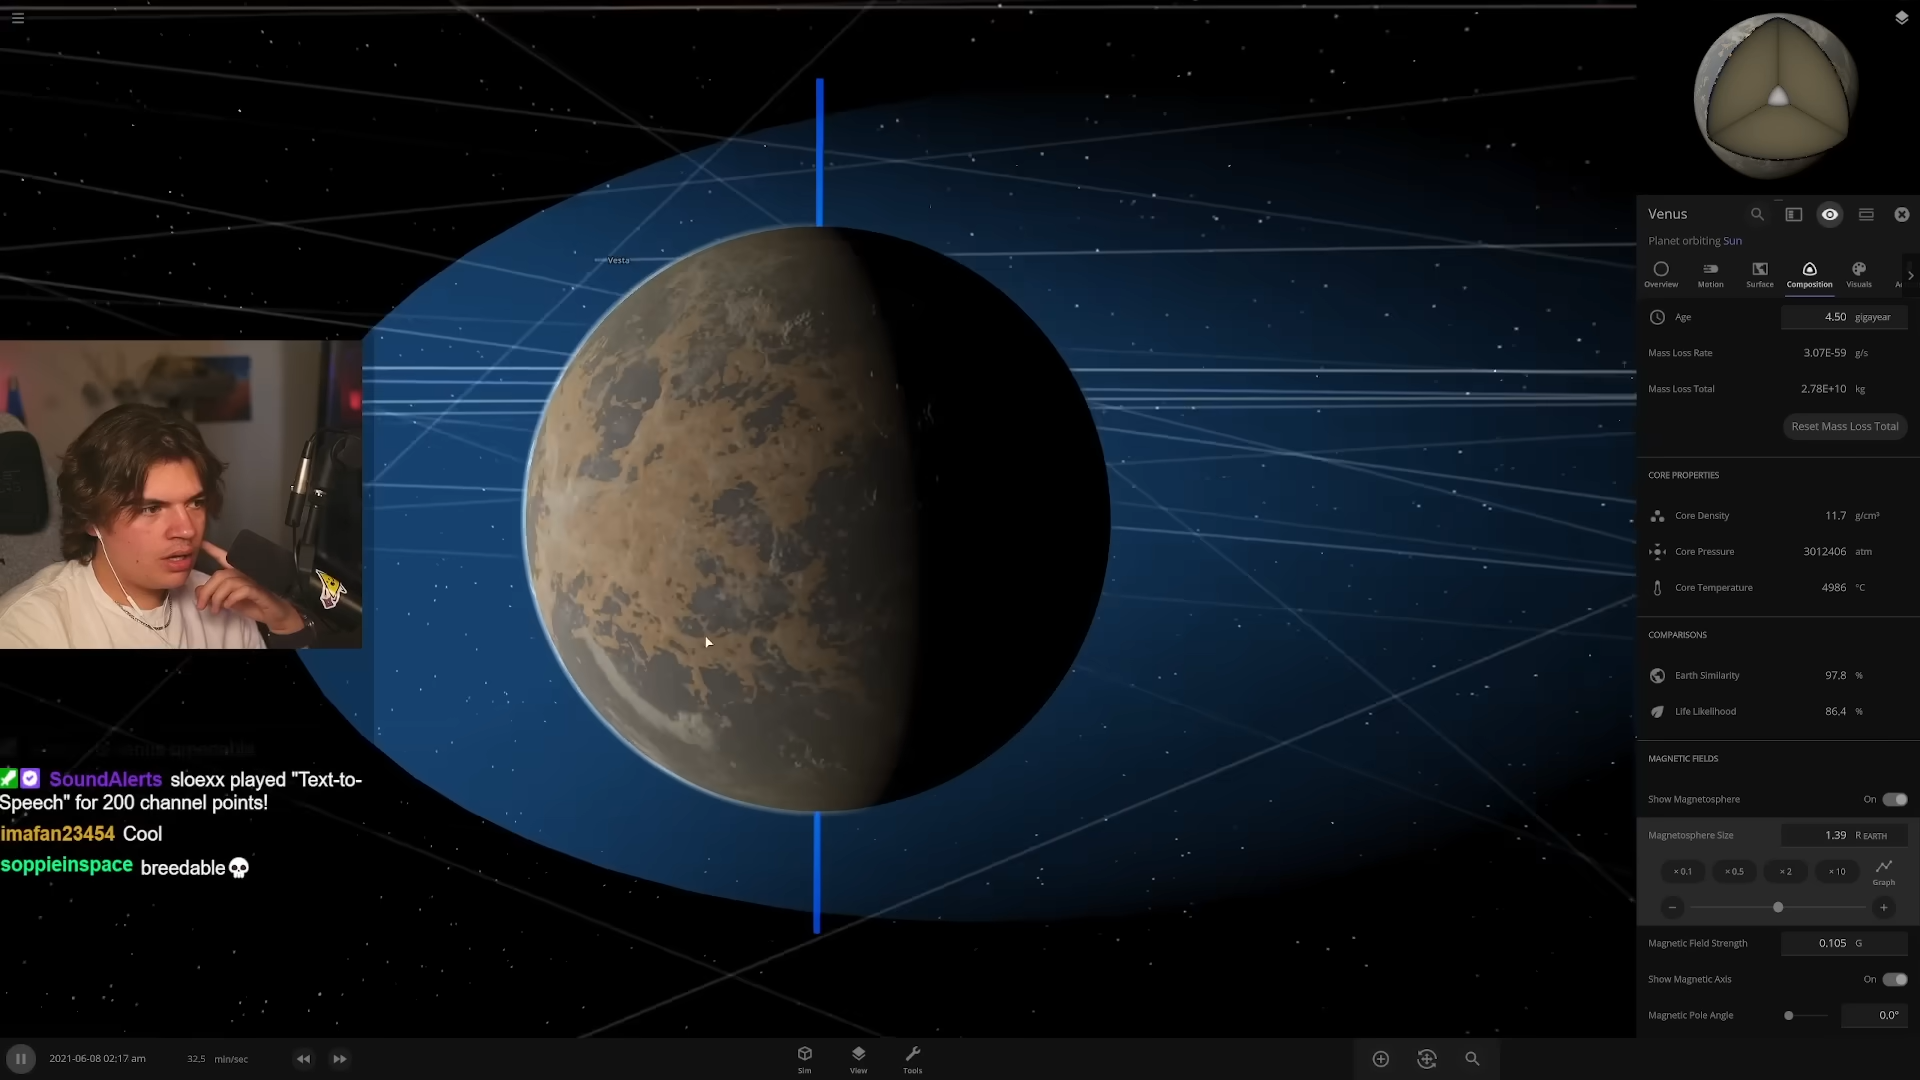 Vesta
Venus
Planet orbiting Sun
Overview
Motion
Surface
Composition
Visuals
Age 4.50 gigayear
Mass Loss Rate 3.07E-59 g/s
Mass Loss Total 2.78E+10 kg
Reset Mass Loss Total
CORE PROPERTIES
Core Density 11.7 g/cm³
Core Pressure 3012406 atm
Core Temperature 4986 °C
COMPARISONS
Earth Similarity 97.8 %
Life Likelihood 86.4 %
MAGNETIC FIELDS
Show Magnetosphere On
Magnetosphere Size 1.39 R EARTH
× 0.1 × 0.5 × 2 × 10 Graph
Magnetic Field Strength 0.105 G
Show Magnetic Axis On
Magnetic Pole Angle 0.0°
SoundAlerts sloexx played "Text-to-
Speech" for 200 channel points!
imafan23454 Cool
soppieinspace breedable💀
2021-06-08 02:17 am 32.5 min/sec
Sim
View
Tools